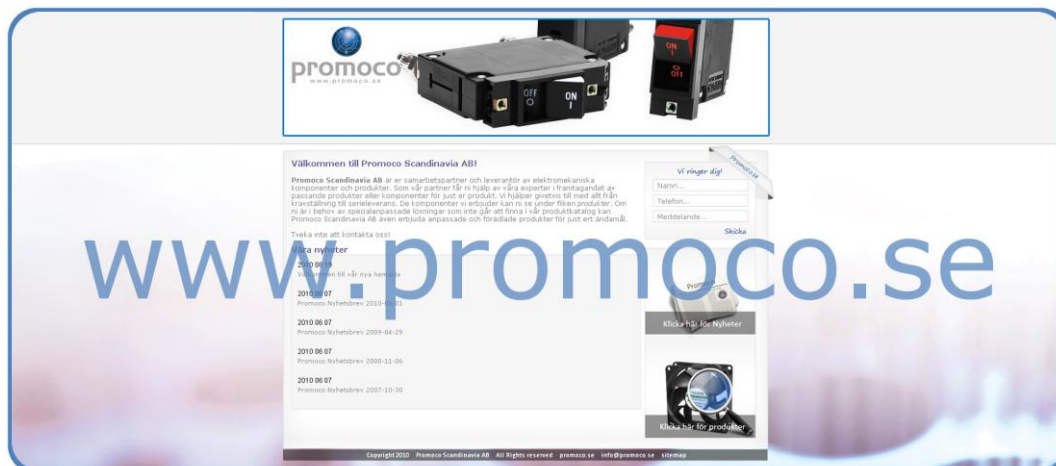 promoco
www.promoco.se
OFF
ON
I
ON
I
OFF
Välkommen till Promoco Scandinavia AB!
Promoco Scandinavia AB är er samarbetspartner och leverantör av elektromekaniska
komponenter och produkter. Som vår partner får ni hjälp av våra experter i framtagandet av
passande produkter eller komponenter för just er produkt. Vi hjälper givetvis till med allt från
kravställning till serieleverans. De komponenter vi erbjuder kan ni se under fliken produkter. Om
ni är i behov av specialanpassade lösningar som inte går att finna i vår produktkatalog kan
Promoco Scandinavia AB även erbjuda anpassade och förädlade produkter för just ert ändamål.
Tveka inte att kontakta oss!
Våra nyheter
Välkommen till vår nya hemsida
Promoco Nyhetsbrev
2010 06 07
Promoco Nyhetsbrev 2009-04-29
2010 06 07
Promoco Nyhetsbrev 2008-11-06
2010 06 07
Promoco Nyhetsbrev 2007-10-30
Promoco.se
Vi ringer dig!
Namn...
Telefon...
Meddelande...
Skicka
www.promoco.se
Promoco
Klicka här för Nyheter
Klicka här för produkter
Copyright 2010 Promoco Scandinavia AB All Rights reserved promoco.se info@promoco.se sitemap